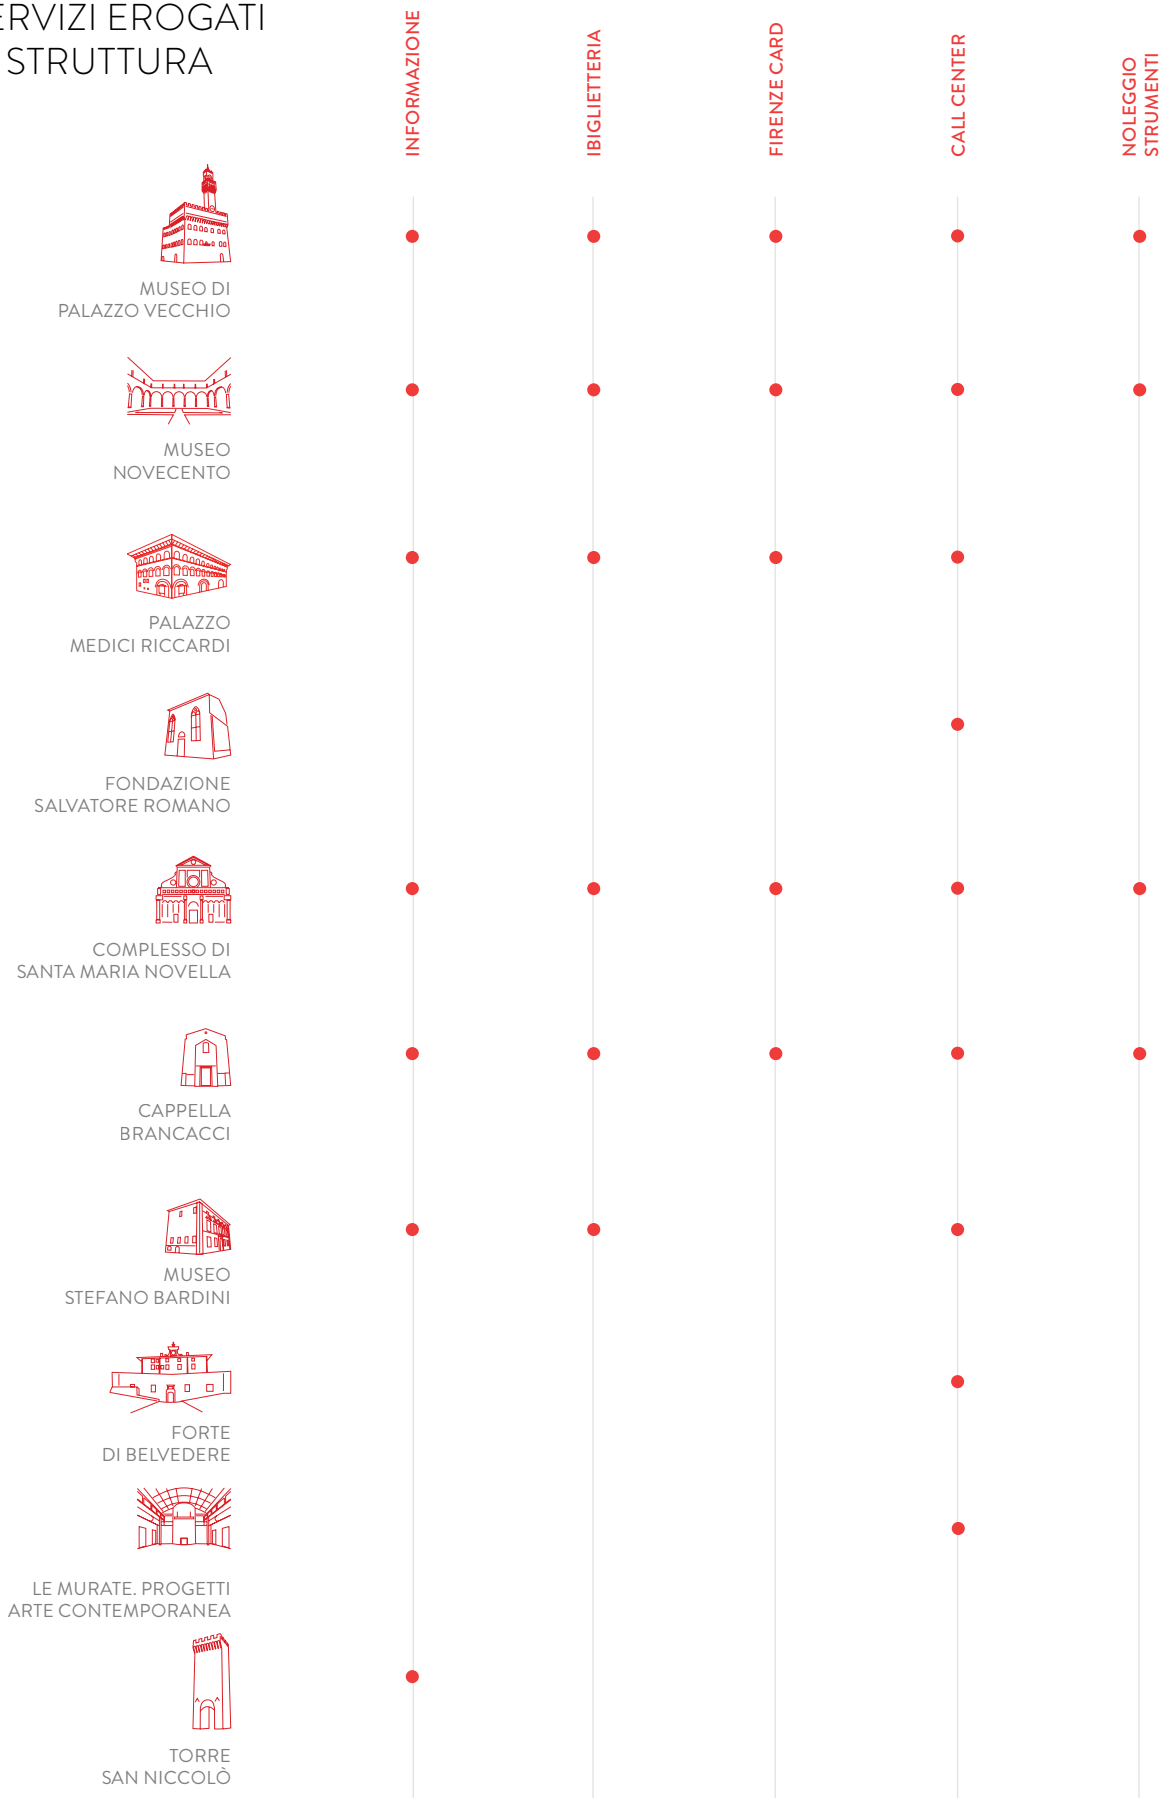 ERVIZI EROGATI
STRUTTURA
INFORMAZIONE
IBIGLIETTERIA
FIRENZE CARD
CALL CENTER
NOLEGGIO
STRUMENTI
MUSEO DI
PALAZZO VECCHIO
MUSEO
NOVECENTO
PALAZZO
MEDICI RICCARDI
FONDAZIONE
SALVATORE ROMANO
COMPLESSO DI
SANTA MARIA NOVELLA
CAPPELLA
BRANCACCI
MUSEO
STEFANO BARDINI
FORTE
DI BELVEDERE
LE MURATE. PROGETTI
ARTE CONTEMPORANEA
TORRE
SAN NICCOLÒ